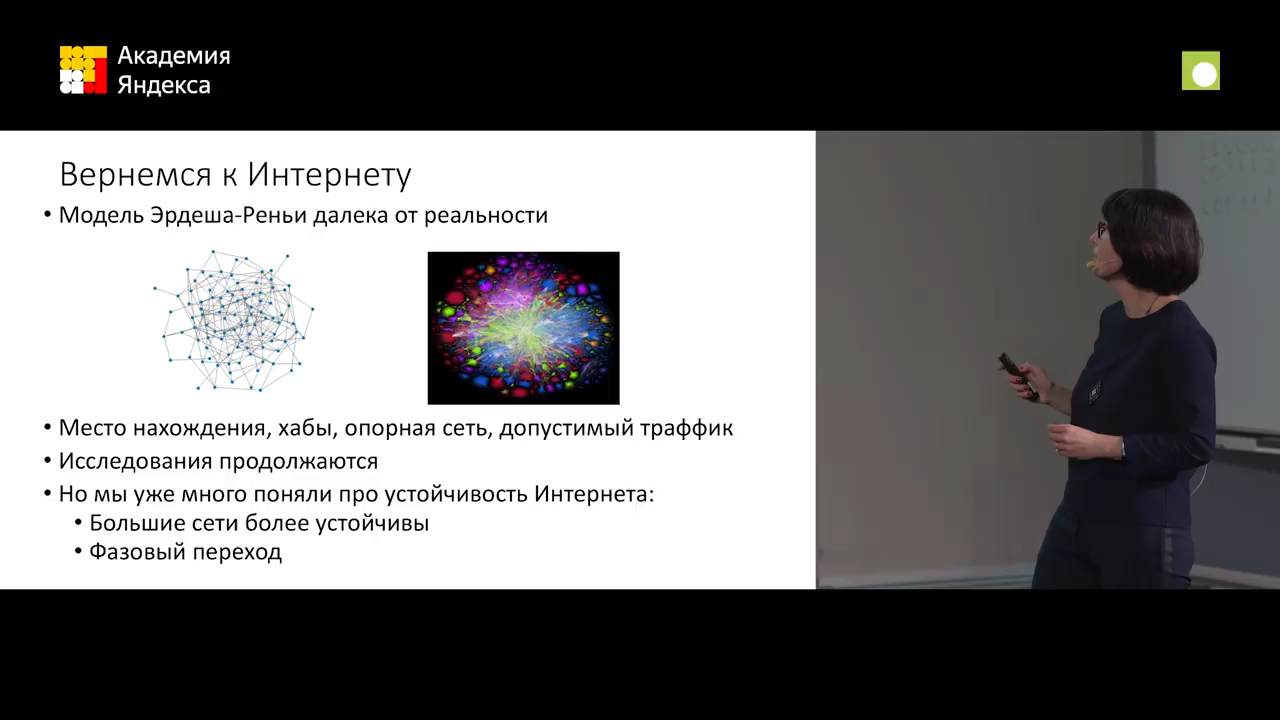 Академия
Яндекса
Вернемся к Интернету
• Модель Эрдеша-Реньи далека от реальности
• Место нахождения, хабы, опорная сеть, допустимый траффик
• Исследования продолжаются
• Но мы уже много поняли про устойчивость Интернета:
• Большие сети более устойчивы
• Фазовый переход